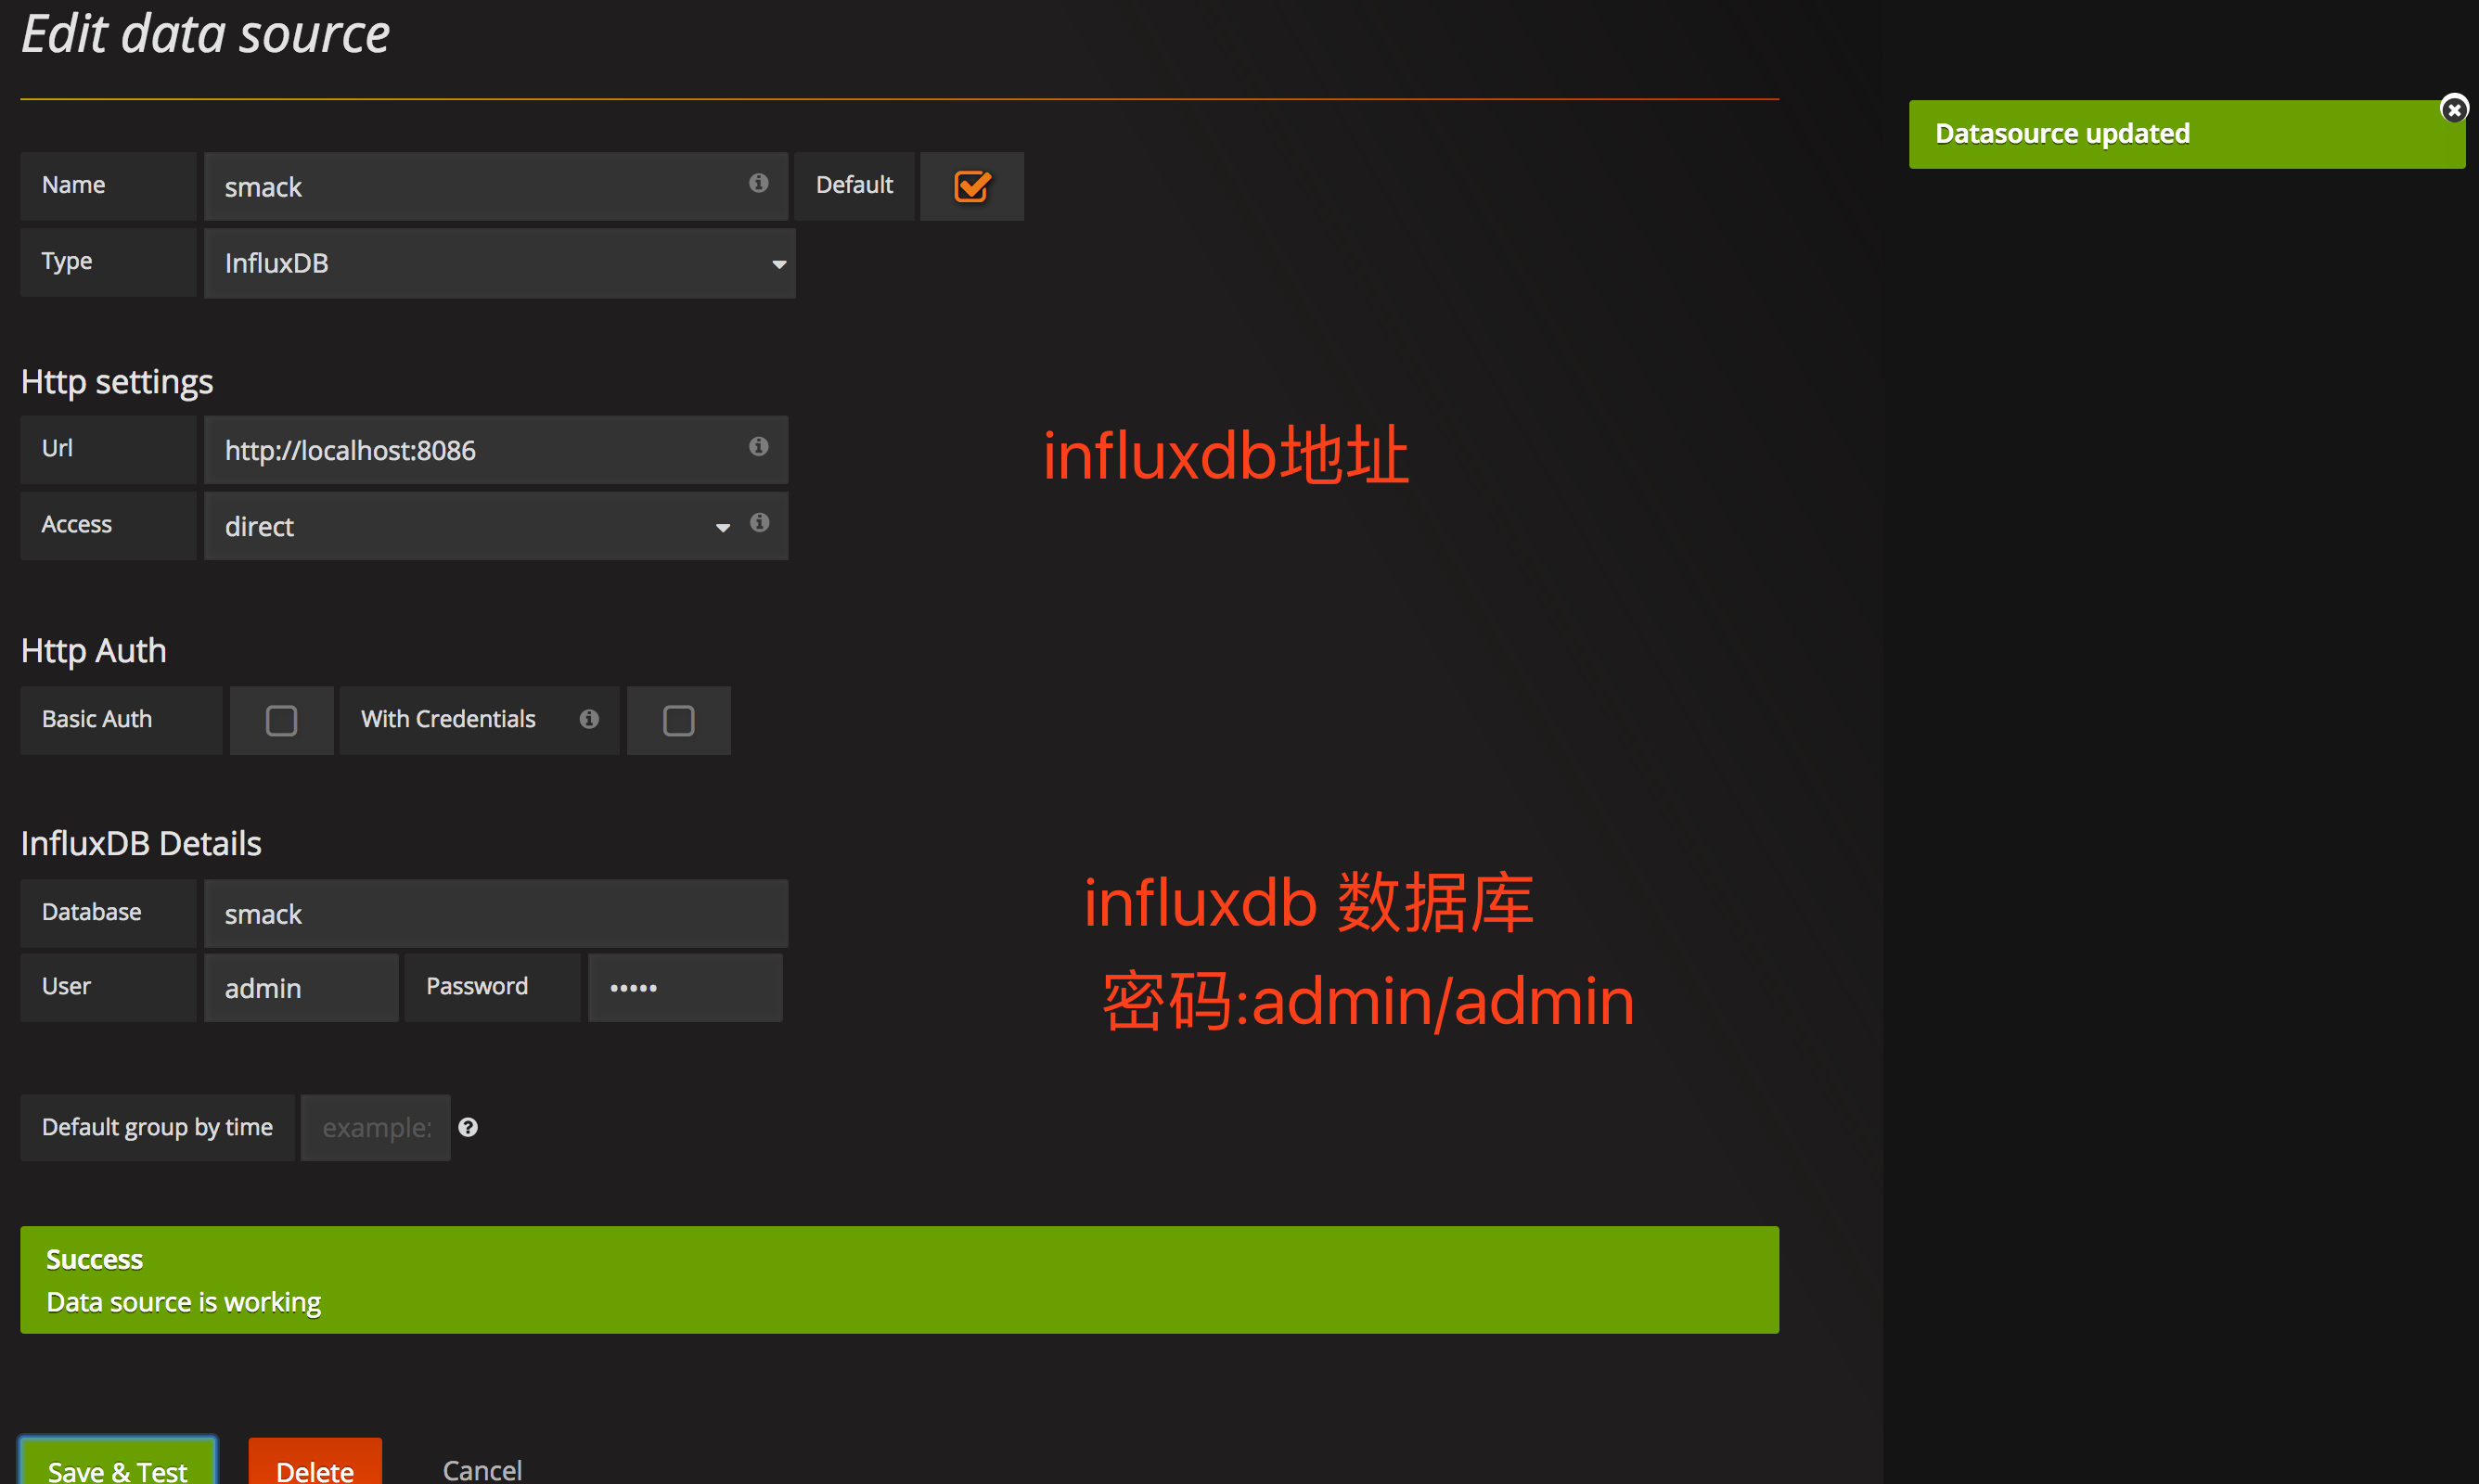 Edit data source
Datasource updated
Name smack Default
Type InfluxDB
Http settings
Url http://localhost:8086
influxdb地址
Access direct
Http Auth
Basic Auth With Credentials
InfluxDB Details
influxdb 数据库
Database smack
User admin Password •••••
密码:admin/admin
Default group by time example:
Success
Data source is working
Save & Test Delete Cancel